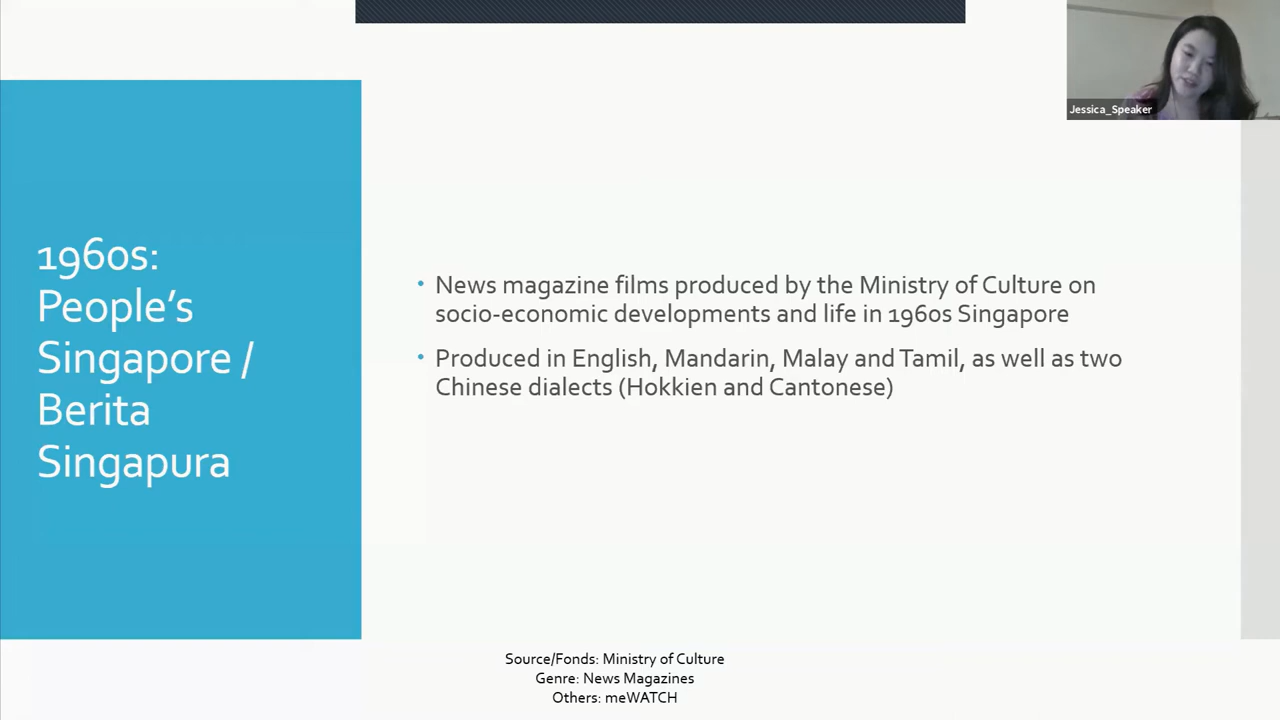 Jessica_Speaker
1960s:
People’s
Singapore /
Berita
Singapura
• News magazine films produced by the Ministry of Culture on
socio-economic developments and life in 1960s Singapore
• Produced in English, Mandarin, Malay and Tamil, as well as two
Chinese dialects (Hokkien and Cantonese)
Source/Fonds: Ministry of Culture
Genre: News Magazines
Others: meWATCH